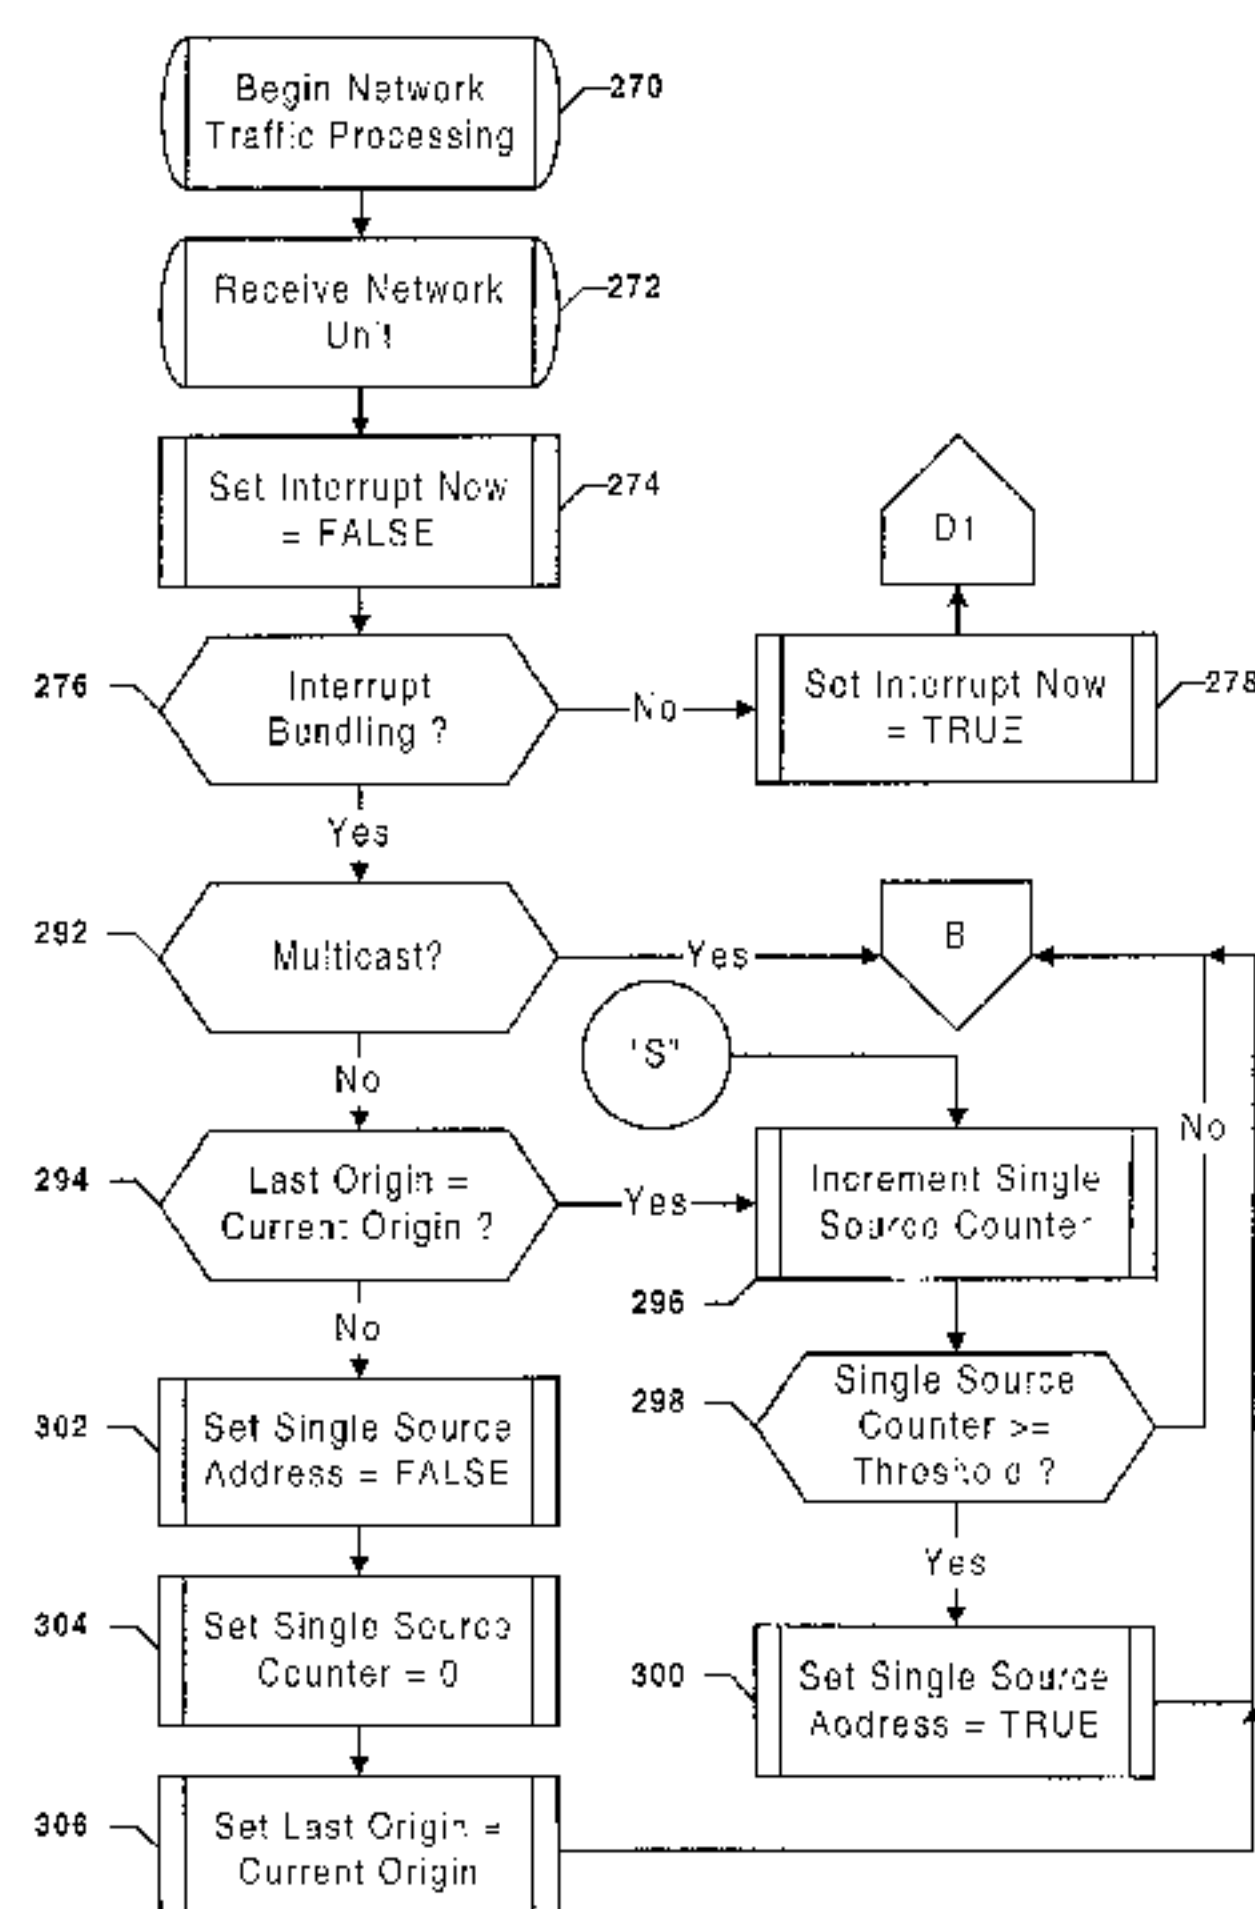 Begin Network
Traffic Processing
270
Receive Network
Unit
272
Set Interrupt Now
= FALSE
274
D1
276
Interrupt
Bundling ?
No
Set Interrupt Now
= TRUE
278
Yes
292
Multicast?
Yes
B
"S"
No
No
294
Last Origin =
Current Origin ?
Yes
Increment Single
Source Counter
296
No
298
Single Source
Counter >=
Threshold ?
302
Set Single Source
Address = FALSE
Yes
304
Set Single Source
Counter = 0
300
Set Single Source
Address = TRUE
306
Set Last Origin =
Current Origin